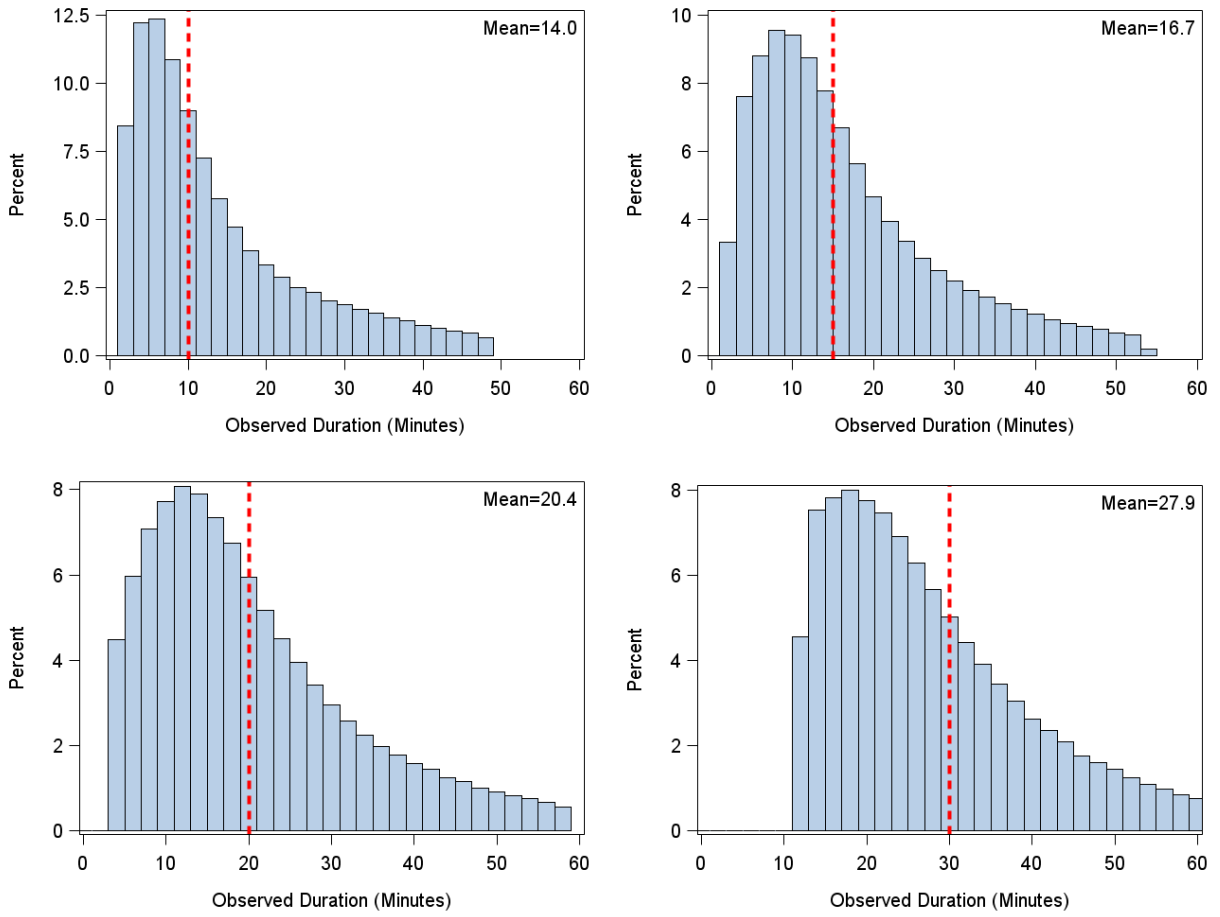 Mean=14.0
12.5
10.0
7.5
5.0
2.5
0.0
Percent
0 10 20 30 40 50 60
Observed Duration (Minutes)
Mean=16.7
10
8
6
4
2
0
Percent
0 10 20 30 40 50 60
Observed Duration (Minutes)
Mean=20.4
8
6
4
2
0
Percent
0 10 20 30 40 50 60
Observed Duration (Minutes)
Mean=27.9
8
6
4
2
0
Percent
0 10 20 30 40 50 60
Observed Duration (Minutes)